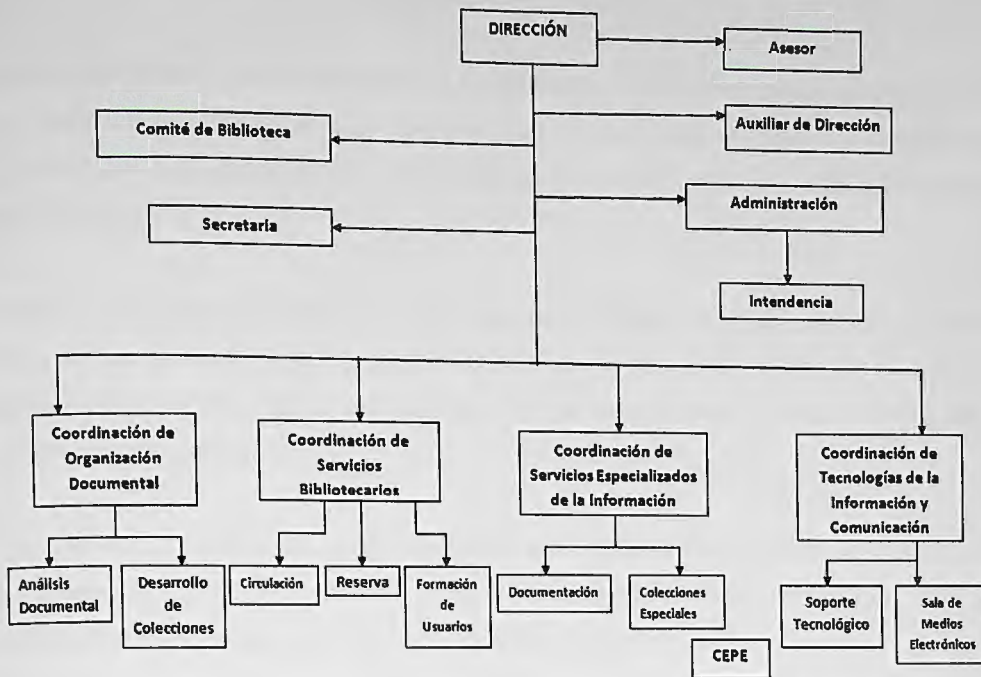 DIRECCIÓN
Asesor
Comité de Biblioteca
Auxiliar de Dirección
Administración
Secretaría
Intendencia
Coordinación de
Organización
Documental
Coordinación de
Servicios
Bibliotecarios
Coordinación de
Servicios Especializados
de la Información
Coordinación de
Tecnologías de la
Información y
Comunicación
Análisis
Documental
Desarrollo
de
Colecciones
Circulación
Reserva
Formación
de
Usuarios
Documentación
Colecciones
Especiales
Soporte
Tecnológico
Sala de
Medios
Electrónicos
CEPE